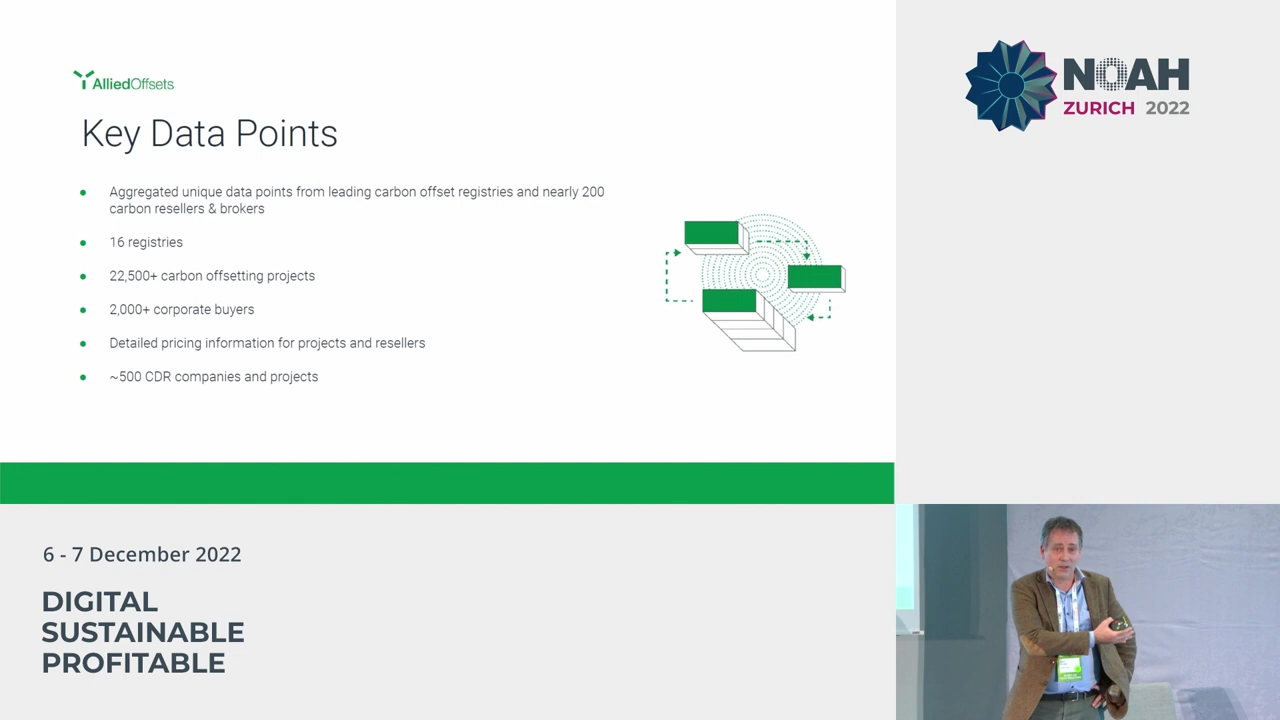 AlliedOffsets
Key Data Points
Aggregated unique data points from leading carbon offset registries and nearly 200
carbon resellers & brokers
16 registries
22,500+ carbon offsetting projects
2,000+ corporate buyers
Detailed pricing information for projects and resellers
~500 CDR companies and projects
NOAH
ZURICH 2022
6 - 7 December 2022
DIGITAL
SUSTAINABLE
PROFITABLE